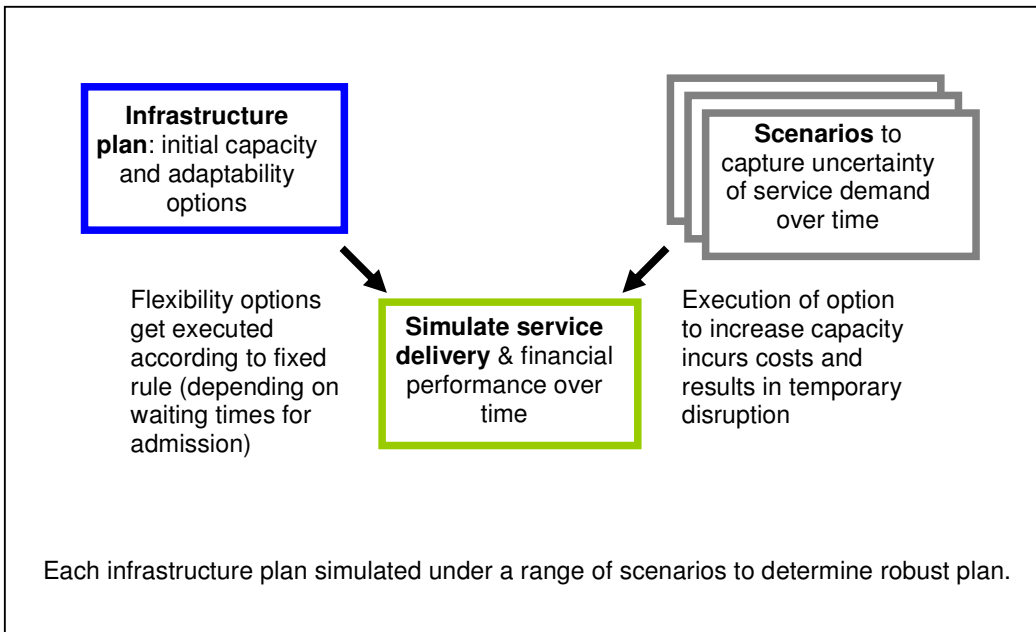 Infrastructure
plan: initial capacity
and adaptability
options
Scenarios to
capture uncertainty
of service demand
over time
Flexibility options
get executed
according to fixed
rule (depending on
waiting times for
admission)
Simulate service
delivery & financial
performance over
time
Execution of option
to increase capacity
incurs costs and
results in temporary
disruption
Each infrastructure plan simulated under a range of scenarios to determine robust plan.